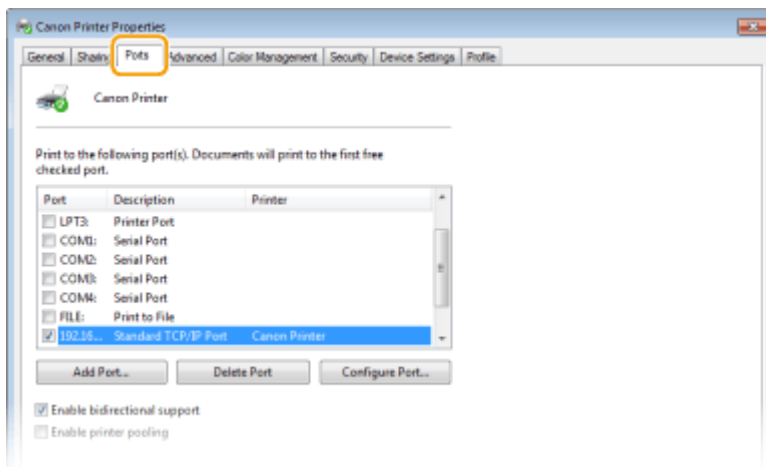 Canon Printer Properties
General Sharing Ports Advanced Color Management Security Device Settings Profile
Canon Printer
Print to the following port(s). Documents will print to the first free
checked port.
Port Description Printer
LPT3: Printer Port
COM1: Serial Port
COM2: Serial Port
COM3: Serial Port
COM4: Serial Port
FILE: Print to File
192.16... Standard TCP/IP Port Canon Printer
Add Port... Delete Port Configure Port...
Enable bidirectional support
Enable printer pooling